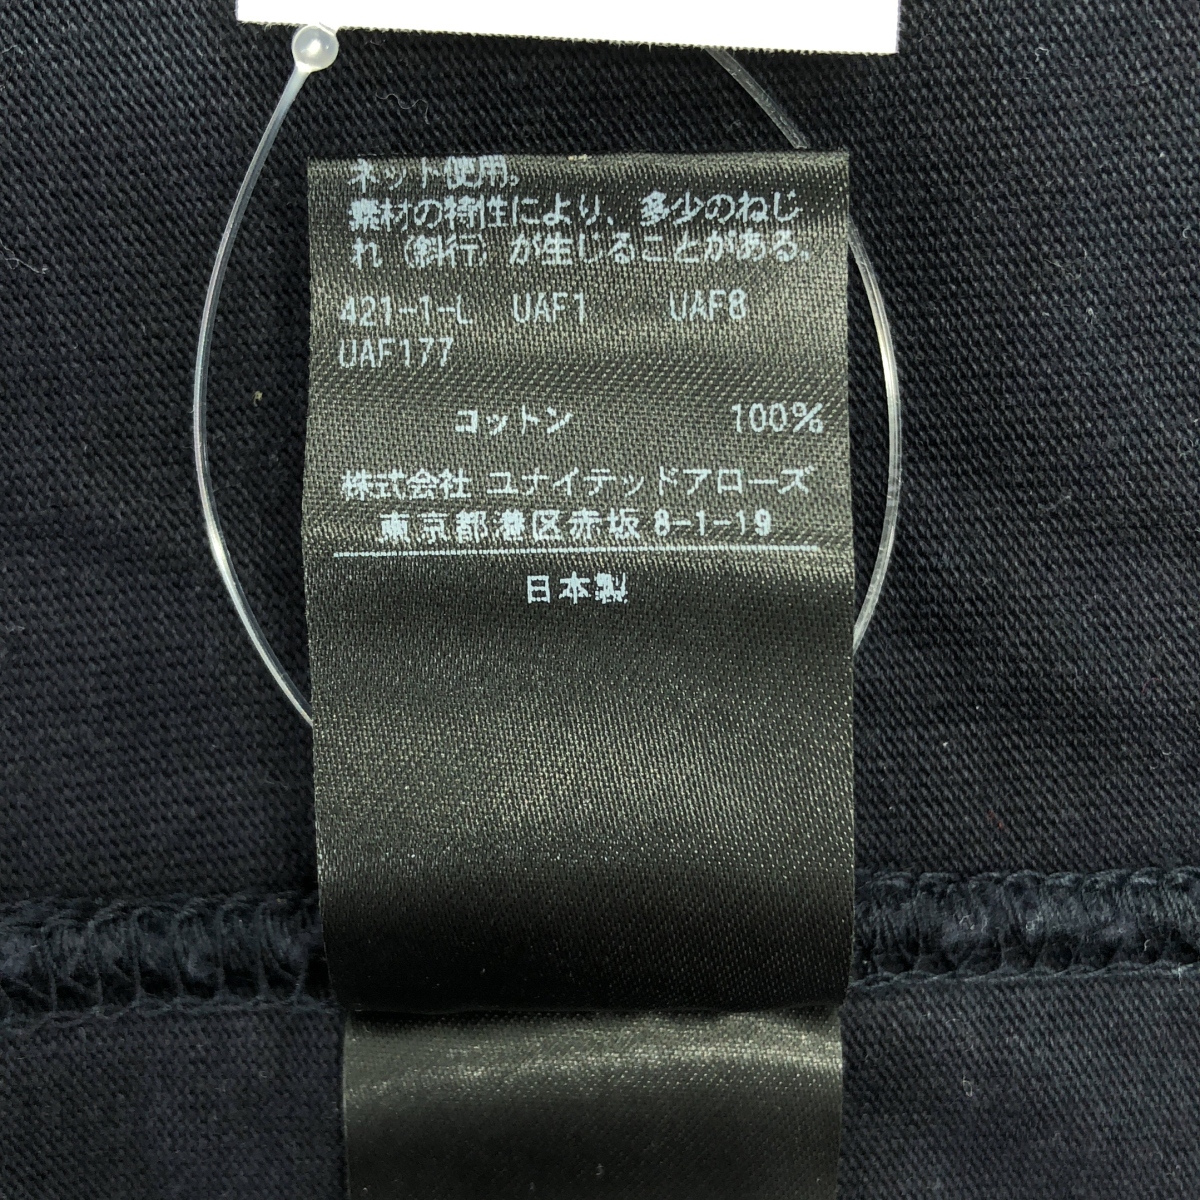 ネット使用。
素材の特性により、多少のねじ
れ(斜行)が生じることがある。
421-1-L UAF1 UAF8
UAF177
コットン 100%
株式会社 ユナイテッドアローズ
東京都港区赤坂8-1-19
日本製